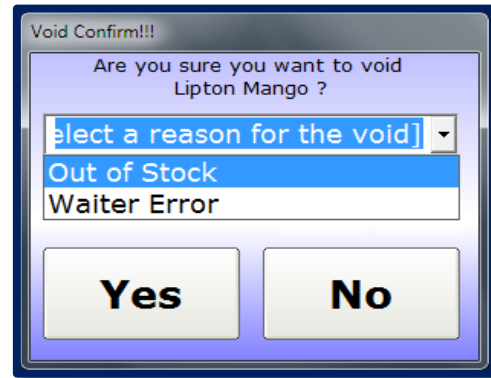 Void Confirm!!!
Are you sure you want to void
Lipton Mango ?
elect a reason for the void]
Out of Stock
Waiter Error
Yes
No